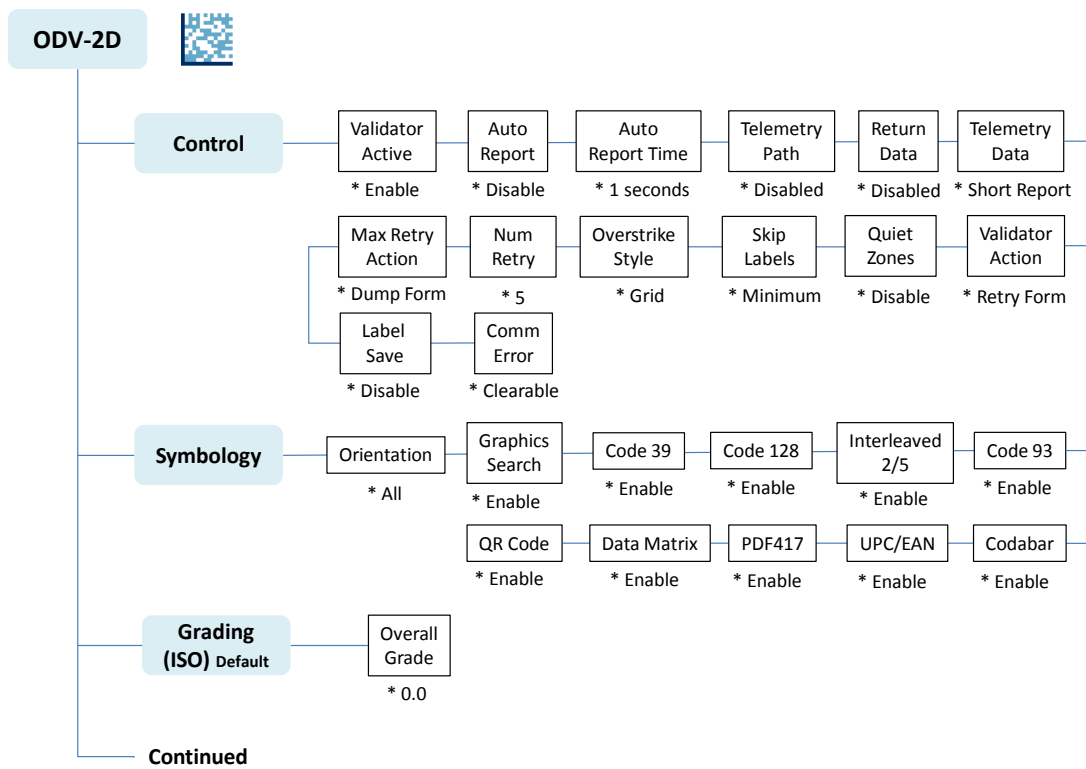 ODV-2D
Control
Validator
Active
* Enable
Auto
Report
* Disable
Auto
Report Time
* 1 seconds
Telemetry
Path
* Disabled
Return
Data
* Disabled
Telemetry
Data
* Short Report
Max Retry
Action
* Dump Form
Num
Retry
* 5
Overstrike
Style
* Grid
Skip
Labels
* Minimum
Quiet
Zones
* Disable
Validator
Action
* Retry Form
Label
Save
* Disable
Comm
Error
* Clearable
Symbology
Orientation
* All
Graphics
Search
* Enable
Code 39
* Enable
Code 128
* Enable
Interleaved
2/5
* Enable
Code 93
* Enable
QR Code
* Enable
Data Matrix
* Enable
PDF417
* Enable
UPC/EAN
* Enable
Codabar
* Enable
Grading
(ISO) Default
Overall
Grade
* 0.0
Continued